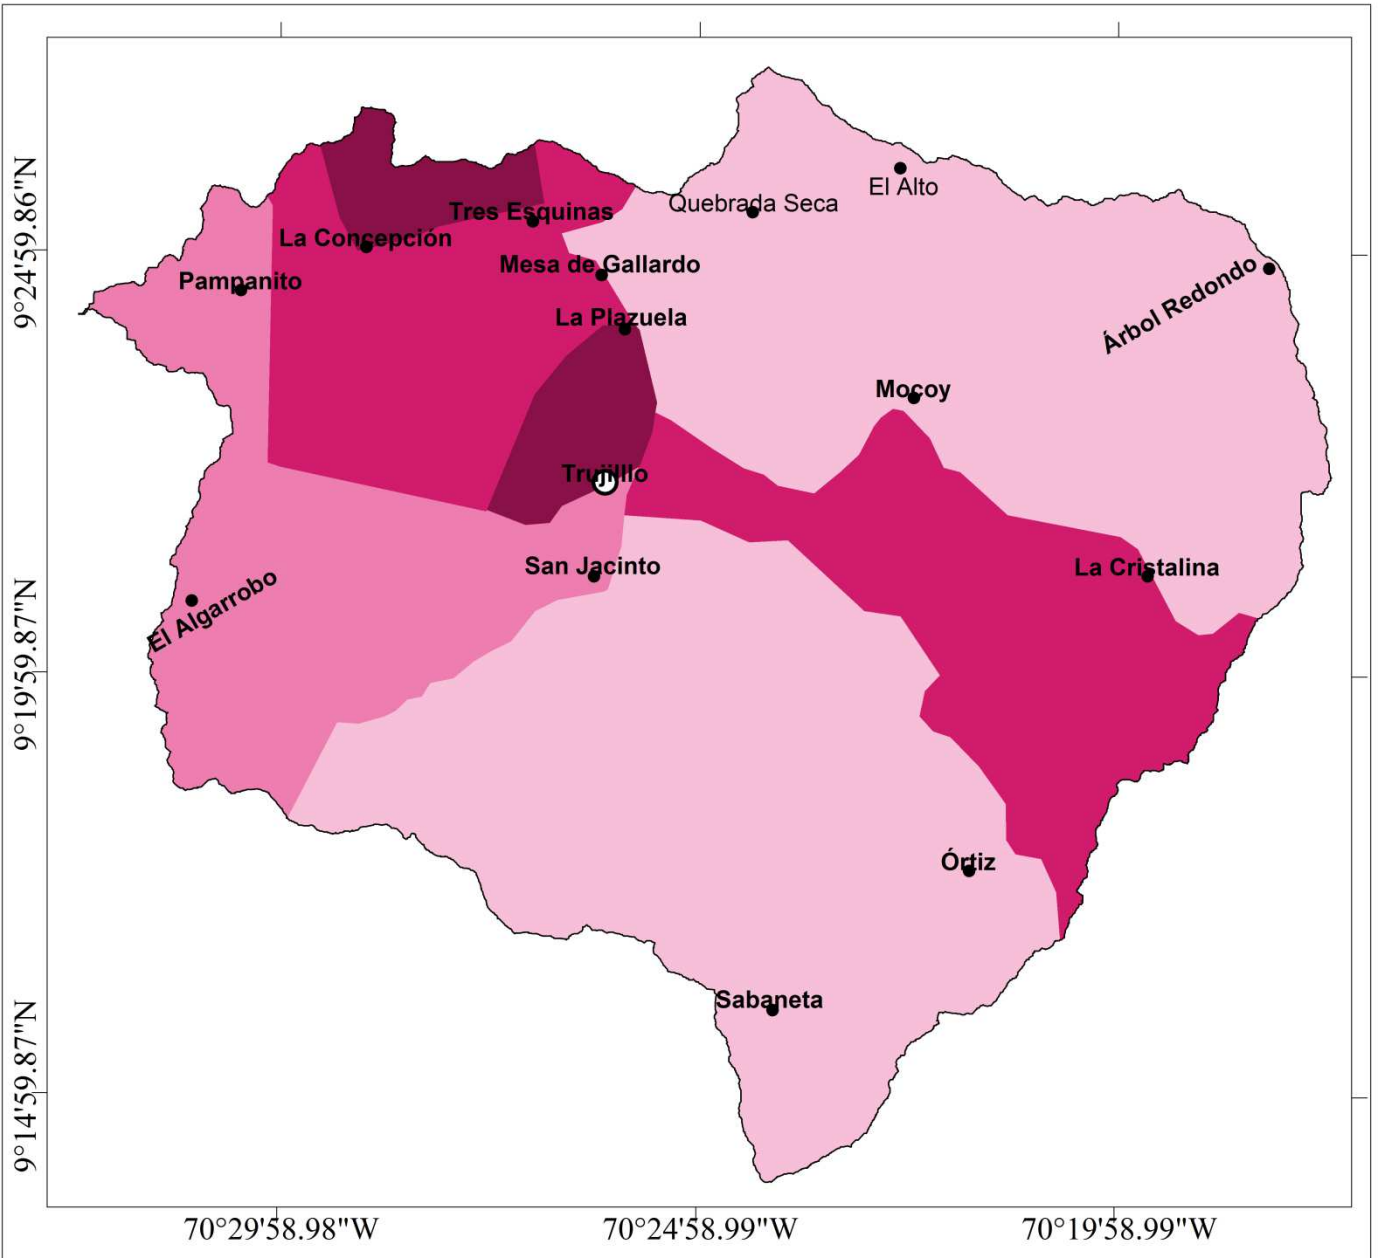 El Alto
Quebrada Seca
Tres Esquinas
La Concepción
Mesa de Gallardo
Pampanito
Árbol Redondo
La Plazuela
Mocoy
Trujilllo
San Jacinto
La Cristalina
El Algarrobo
Órtiz
Sabaneta
9°24'59.86"N
9°19'59.87"N
9°14'59.87"N
70°29'58.98"W
70°24'58.99"W
70°19'58.99"W